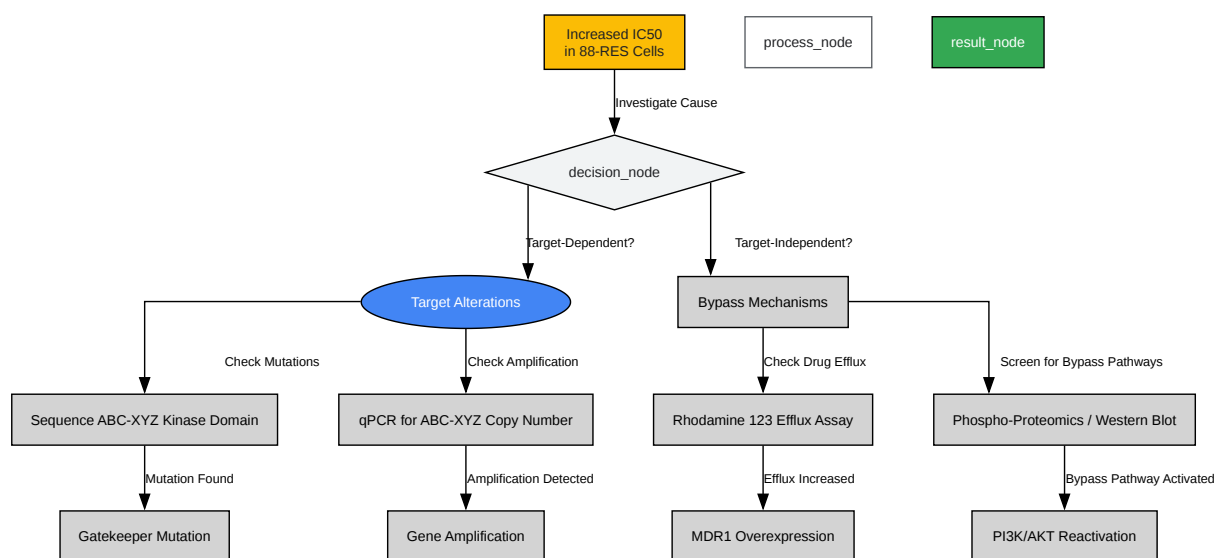 Increased IC50
in 88-RES Cells
process_node
result_node
Investigate Cause
decision_node
Target-Dependent?
Target-Independent?
Target Alterations
Bypass Mechanisms
Check Mutations
Check Amplification
Check Drug Efflux
Screen for Bypass Pathways
Sequence ABC-XYZ Kinase Domain
qPCR for ABC-XYZ Copy Number
Rhodamine 123 Efflux Assay
Phospho-Proteomics / Western Blot
Mutation Found
Amplification Detected
Efflux Increased
Bypass Pathway Activated
Gatekeeper Mutation
Gene Amplification
MDR1 Overexpression
PI3K/AKT Reactivation